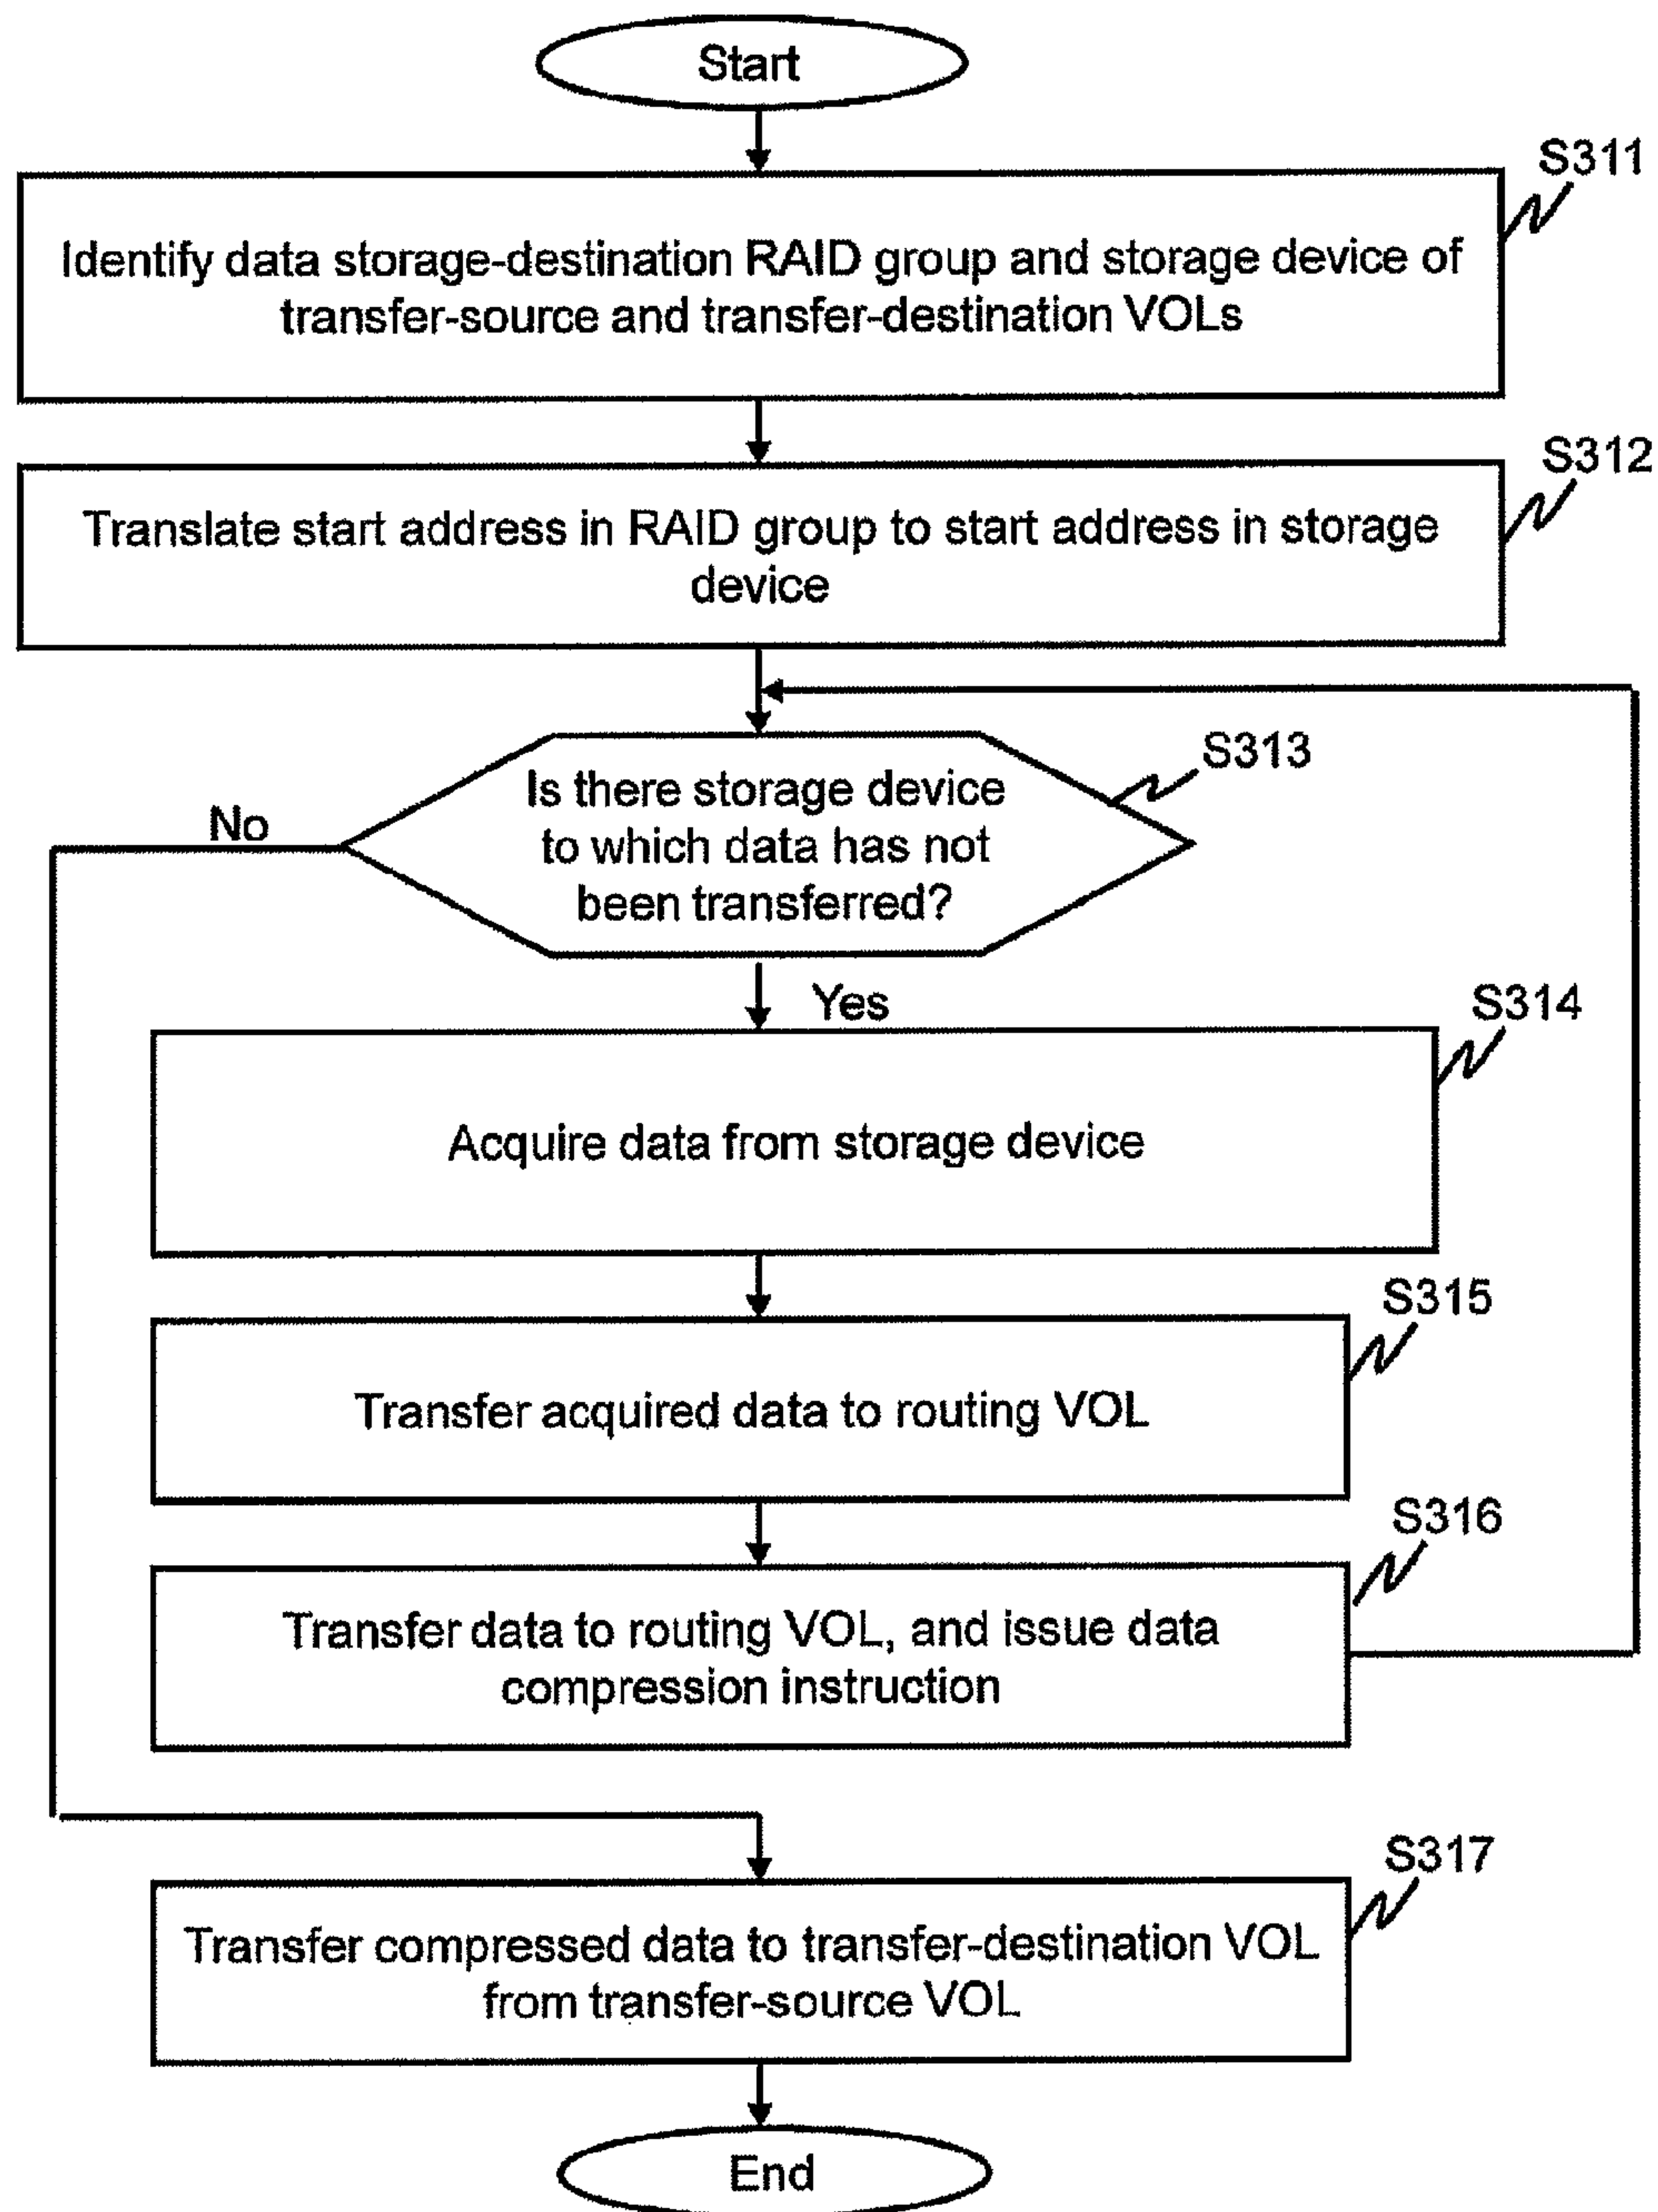 Start
S311
Identify data storage-destination RAID group and storage device of
transfer-source and transfer-destination VOLs
S312
Translate start address in RAID group to start address in storage
device
S313
Is there storage device
to which data has not
been transferred?
No
Yes
S314
Acquire data from storage device
S315
Transfer acquired data to routing VOL
S316
Transfer data to routing VOL, and issue data
compression instruction
S317
Transfer compressed data to transfer-destination VOL
from transfer-source VOL
End